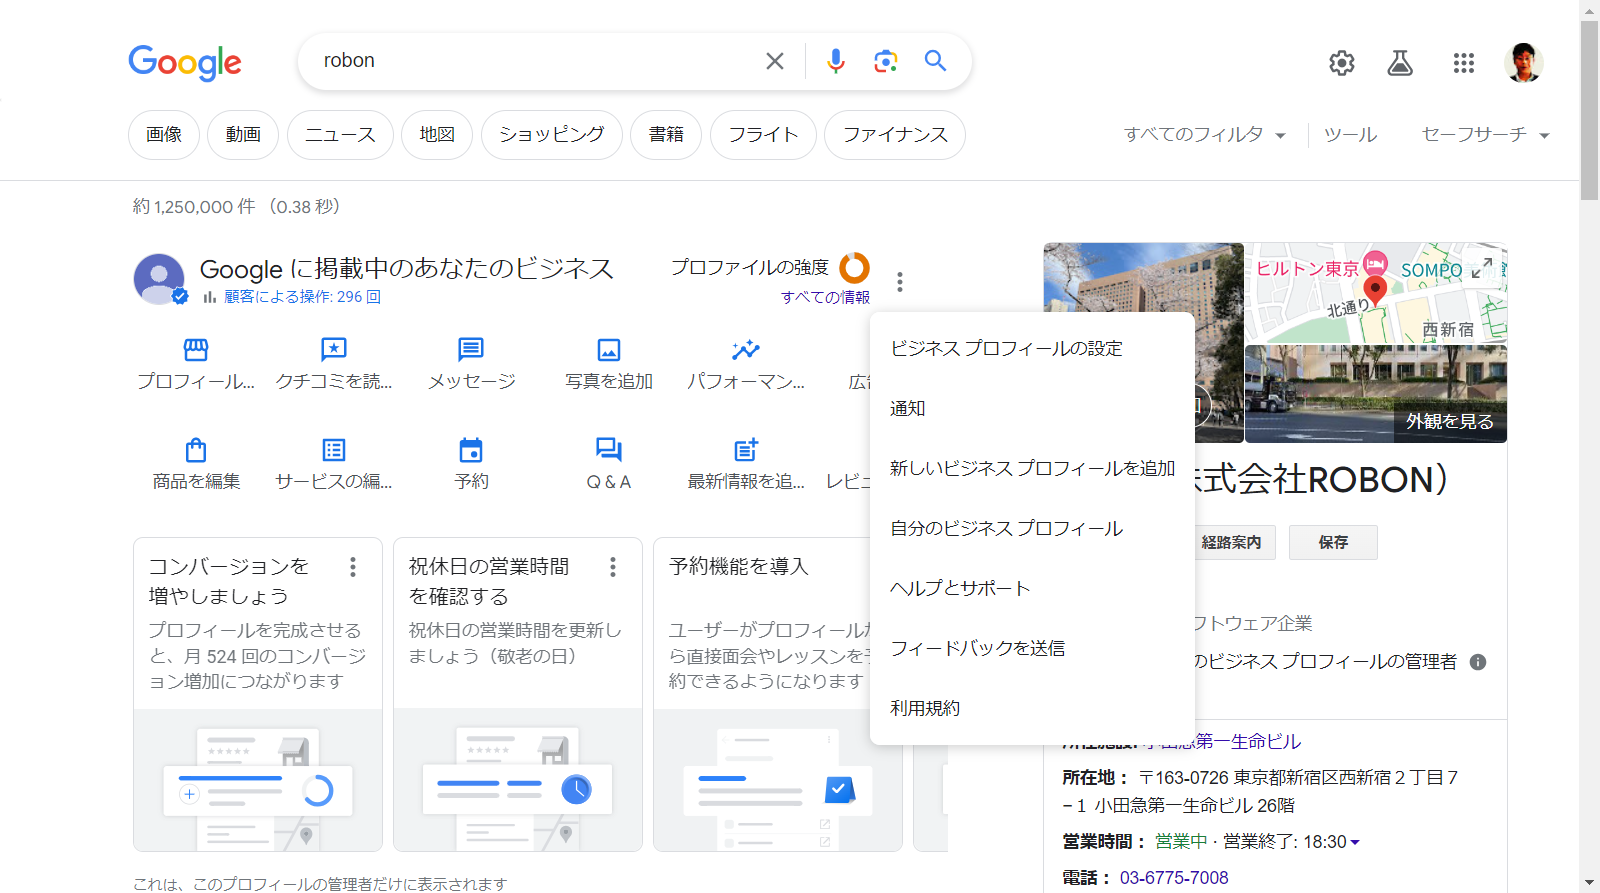 Google
robon
画像
動画
ニュース
地図
ショッピング
書籍
フライト
ファイナンス
すべてのフィルタ
ツール
セーフサーチ
約 1,250,000 件 （0.38 秒）
Google に掲載中のあなたのビジネス
顧客による操作: 296 回
プロファイルの強度
すべての情報
プロフィール...
クチコミを読...
メッセージ
写真を追加
パフォーマン...
広
商品を編集
サービスの編...
予約
Q & A
最新情報を追...
レビュ
ビジネス プロフィールの設定
通知
新しいビジネス プロフィールを追加
自分のビジネス プロフィール
ヘルプとサポート
フィードバックを送信
利用規約
コンバージョンを
増やしましょう
プロフィールを完成させる
と、月 524 回のコンバージ
ョン増加につながります
祝休日の営業時間
を確認する
祝休日の営業時間を更新し
ましょう（敬老の日）
予約機能を導入
ユーザーがプロフィールか
ら直接面会やレッスンを予
約できるようになります
これは、このプロフィールの管理者だけに表示されます
ヒルトン東京
SOMPO美術館
北通り
西新宿
外観を見る
式会社ROBON）
経路案内
保存
フトウェア企業
のビジネス プロフィールの管理者
所在施設: 小田急第一生命ビル
所在地： 〒163-0726 東京都新宿区西新宿２丁目７
−１ 小田急第一生命ビル 26階
営業時間： 営業中 · 営業終了: 18:30
電話： 03-6775-7008